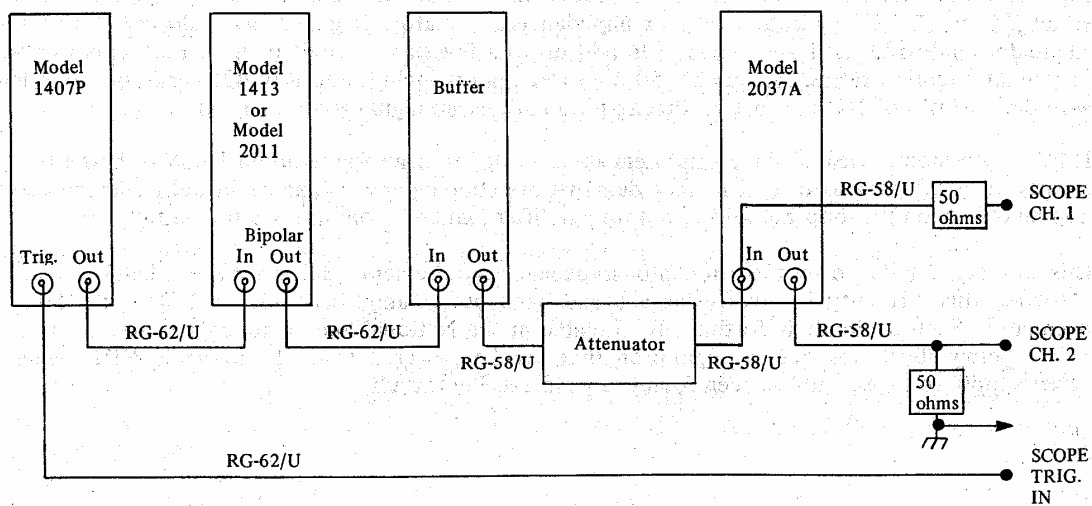 Model
1407P
Model
1413
or
Model
2011
Buffer
Model
2037A
RG-58/U
50
ohms
SCOPE
CH. 1
Trig.
Out
Bipolar
In
Out
In
Out
In
Out
RG-62/U
RG-62/U
RG-58/U
Attenuator
RG-58/U
RG-58/U
SCOPE
CH. 2
50
ohms
RG-62/U
SCOPE
TRIG.
IN